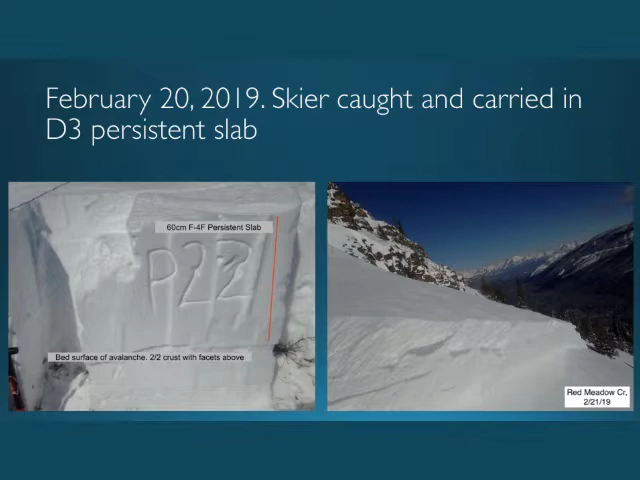 February 20, 2019. Skier caught and carried in
D3 persistent slab
60cm F-4F Persistent Slab
P22
Bed surface of avalanche. 2/2 crust with facets above
Red Meadow Cr,
2/21/19